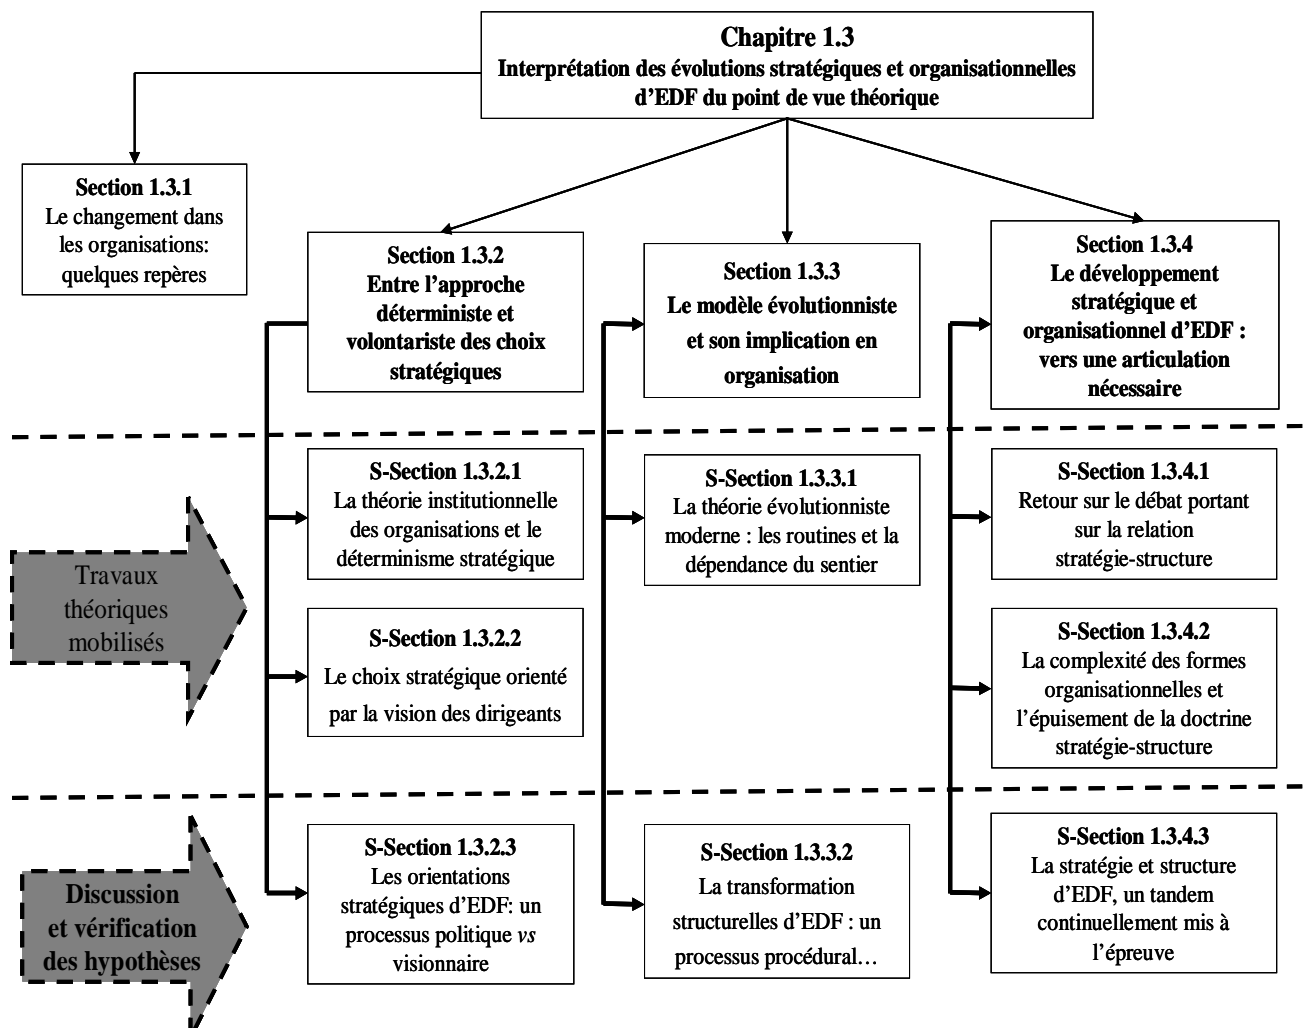 Chapitre 1.3
Interprétation des évolutions stratégiques et organisationnelles
d’EDF du point de vue théorique
Section 1.3.1
Le changement dans
les organisations:
quelques repères
Section 1.3.2
Entre l’approche
déterministe et
volontariste des choix
stratégiques
Section 1.3.3
Le modèle évolutionniste
et son implication en
organisation
Section 1.3.4
Le développement
stratégique et
organisationnel d’EDF :
vers une articulation
nécessaire
Travaux
théoriques
mobilisés
S-Section 1.3.2.1
La théorie institutionnelle
des organisations et le
déterminisme stratégique
S-Section 1.3.3.1
La théorie évolutionniste
moderne : les routines et la
dépendance du sentier
S-Section 1.3.4.1
Retour sur le débat portant
sur la relation
stratégie-structure
S-Section 1.3.2.2
Le choix stratégique orienté
par la vision des dirigeants
S-Section 1.3.4.2
La complexité des formes
organisationnelles et
l’épuisement de la doctrine
stratégie-structure
Discussion
et vérification
des hypothèses
S-Section 1.3.2.3
Les orientations
stratégiques d’EDF: un
processus politique vs
visionnaire
S-Section 1.3.3.2
La transformation
structurelles d’EDF : un
processus procédural…
S-Section 1.3.4.3
La stratégie et structure
d’EDF, un tandem
continuellement mis à
l’épreuve